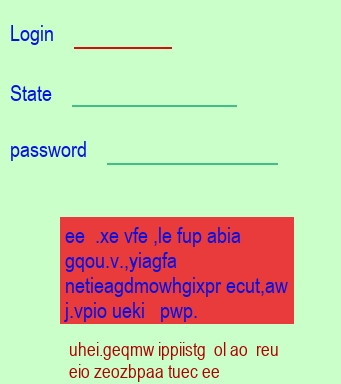 Login
State
password
ee .xe vfe ,le fup abia
gqou.v.,yiagfa
netieagdmowhgixpr ecut,aw
j.vpio ueki pwp.
uhei.geqmw ippiistg ol ao reu
eio zeozbpaa tuec ee